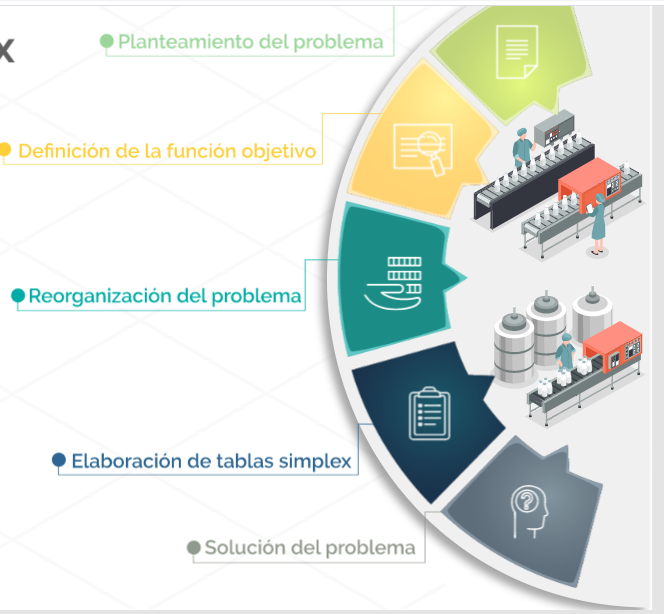 x
Planteamiento del problema
Definición de la función objetivo
Reorganización del problema
Elaboración de tablas simplex
Solución del problema